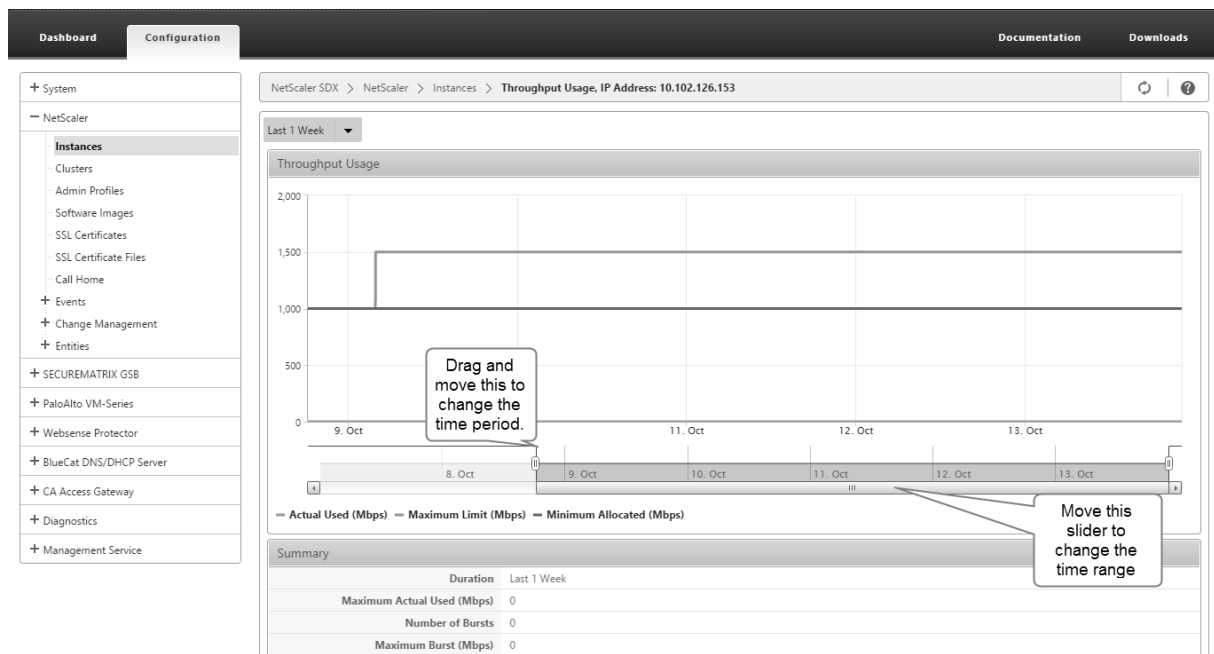 Dashboard
Configuration
Documentation
Downloads
+ System
− NetScaler
Instances
Clusters
Admin Profiles
Software Images
SSL Certificates
SSL Certificate Files
Call Home
+ Events
+ Change Management
+ Entities
+ SECUREMATRIX GSB
+ PaloAlto VM-Series
+ Websense Protector
+ BlueCat DNS/DHCP Server
+ CA Access Gateway
+ Diagnostics
+ Management Service
NetScaler SDX > NetScaler > Instances > Throughput Usage, IP Address: 10.102.126.153
Last 1 Week
Throughput Usage
2,000
1,500
1,000
500
0
9. Oct
11. Oct
12. Oct
13. Oct
Drag and
move this to
change the
time period.
8. Oct
9. Oct
10. Oct
11. Oct
12. Oct
13. Oct
Actual Used (Mbps) Maximum Limit (Mbps) Minimum Allocated (Mbps)
Move this
slider to
change the
time range
Summary
Duration Last 1 Week
Maximum Actual Used (Mbps) 0
Number of Bursts 0
Maximum Burst (Mbps) 0